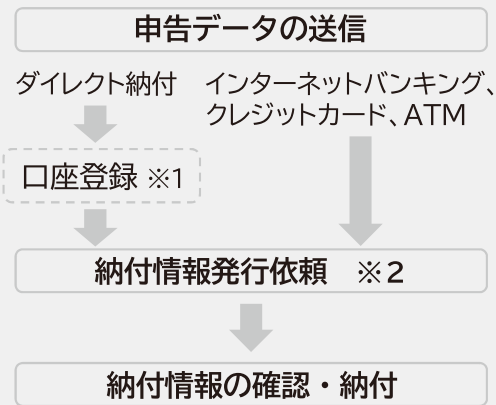 申告データの送信
ダイレクト納付
インターネットバンキング、
クレジットカード、ATM
口座登録 ※1
納付情報発行依頼　※2
納付情報の確認・納付